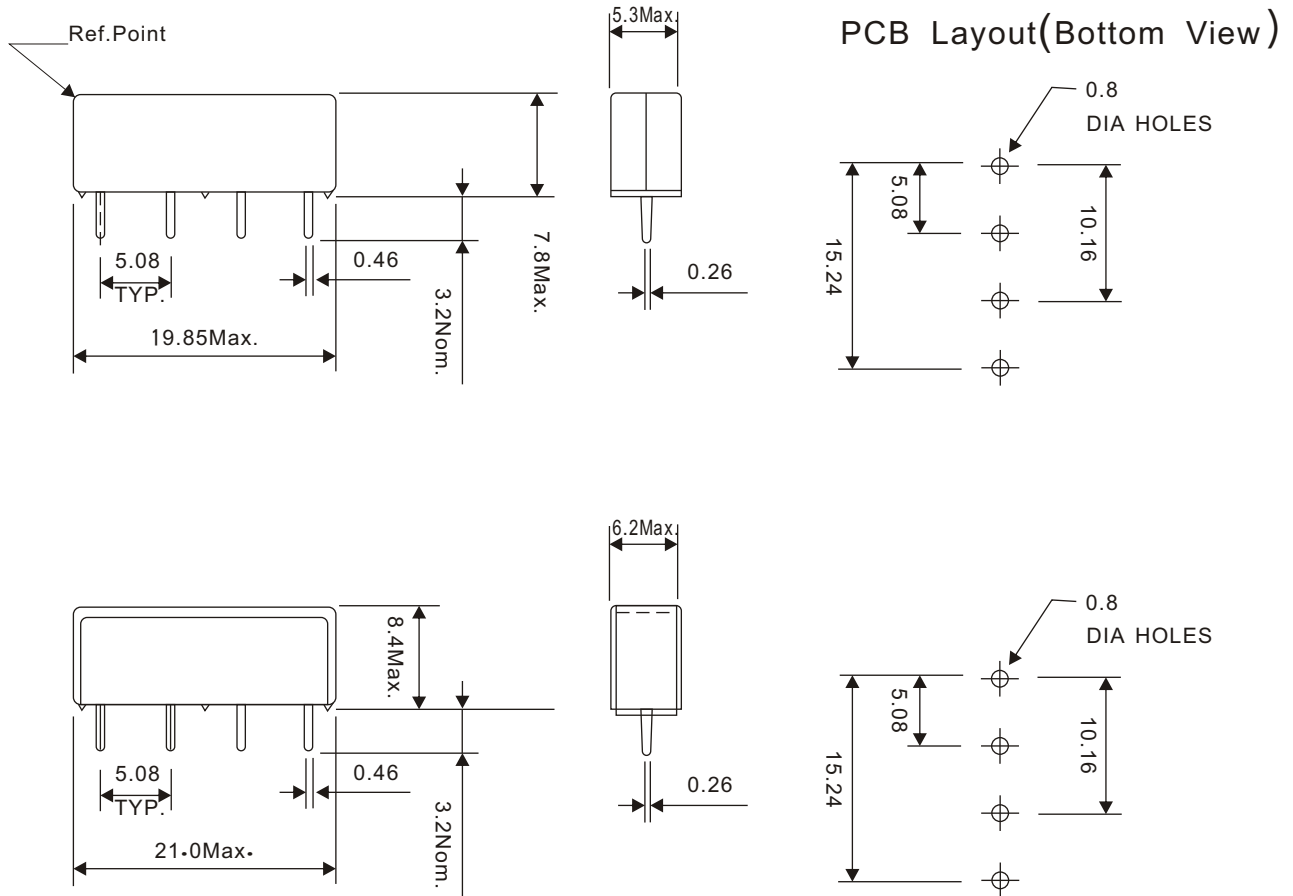 PCB Layout(Bottom View)
Ref.Point
5.3Max.
0.8
DIA HOLES
5.08
TYP.
0.46
3.2Nom.
7.8Max.
19.85Max.
0.26
5.08
15.24
10.16
6.2Max.
0.8
DIA HOLES
8.4Max.
5.08
TYP.
0.46
3.2Nom.
21.0Max.
0.26
5.08
15.24
10.16